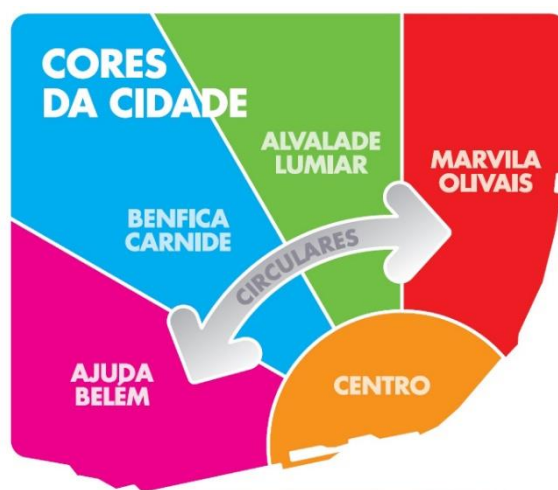 CORES
DA CIDADE
ALVALADE
LUMIAR
MARVILA
OLIVAIS
BENFICA
CARNIDE
CIRCULARES
AJUDA
BELÉM
CENTRO